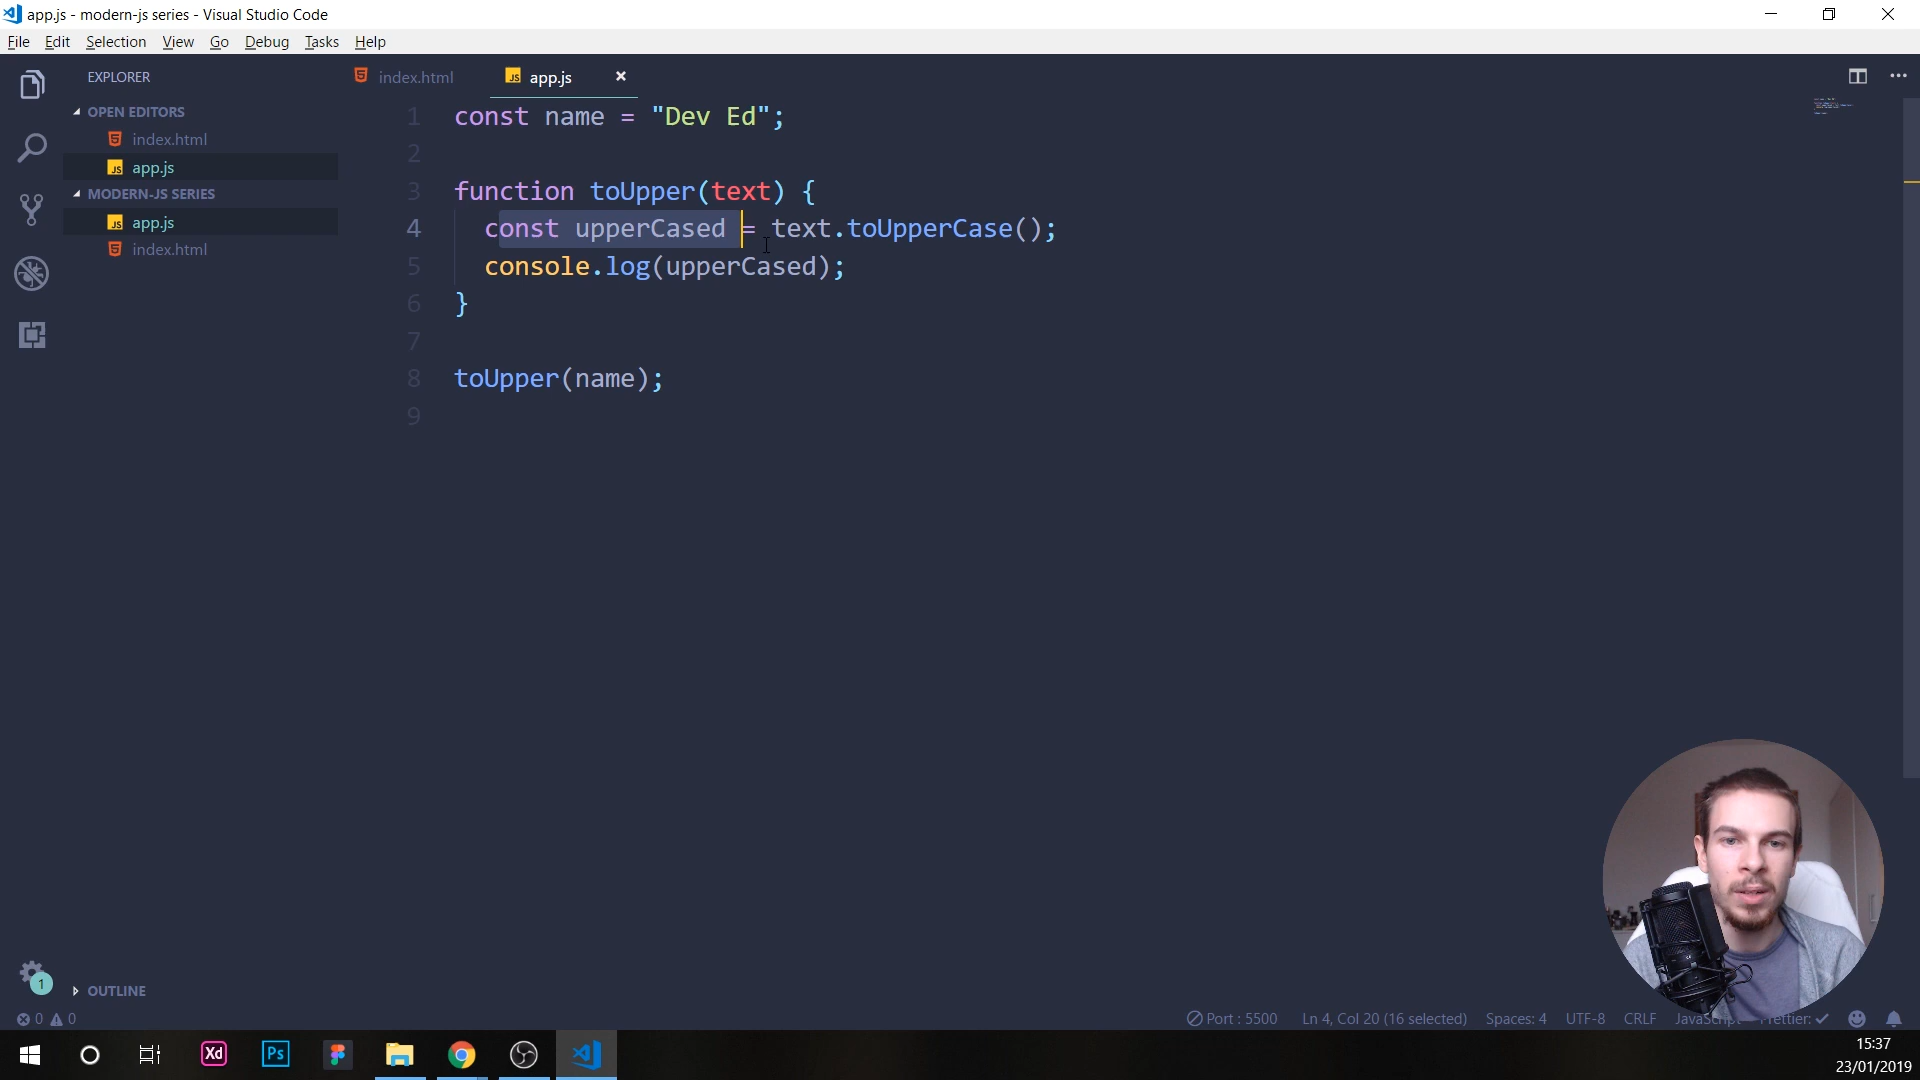 app.js - modern-js series - Visual Studio Code
File Edit Selection View Go Debug Tasks Help
EXPLORER
OPEN EDITORS
index.html
app.js
MODERN-JS SERIES
app.js
index.html
OUTLINE
index.html
JS app.js
1 const name = "Dev Ed";
2
3 function toUpper(text) {
4 const upperCased = text.toUpperCase();
5 console.log(upperCased);
6 }
7
8 toUpper(name);
9
1
0 0
Port : 5500 Ln 4, Col 20 (16 selected) Spaces: 4 UTF-8 CRLF
Xd Ps
15:37
23/01/2019